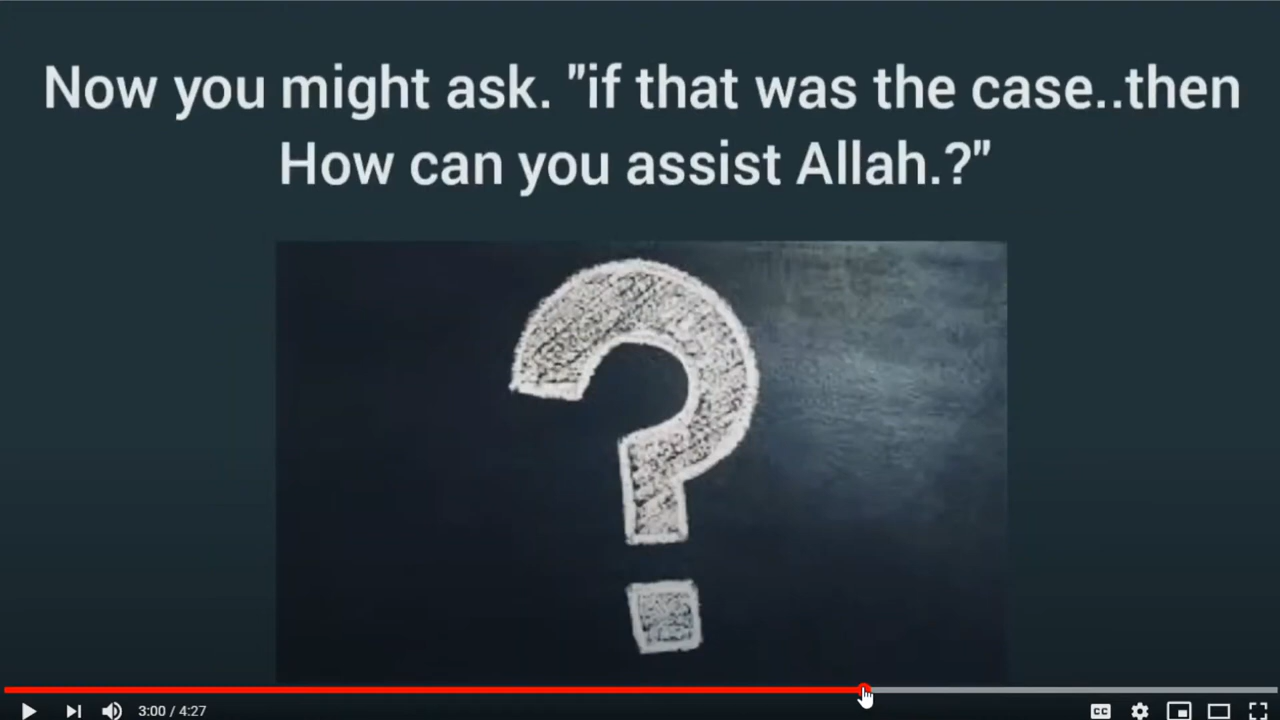 Now you might ask. "if that was the case..then
How can you assist Allah.?"
3:00 / 4:27
CC